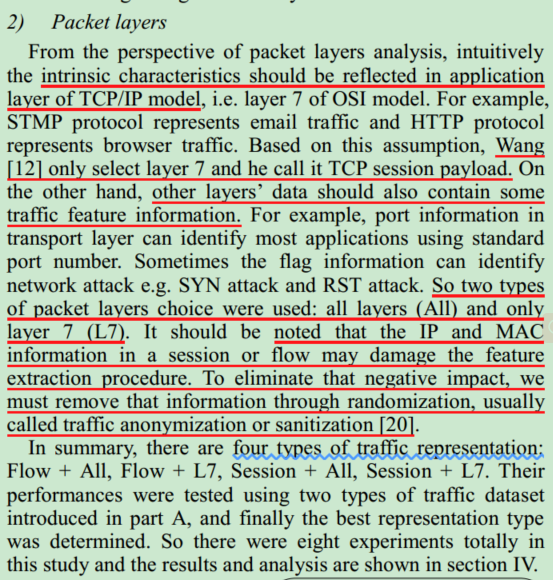 2) Packet layers
From the perspective of packet layers analysis, intuitively
the intrinsic characteristics should be reflected in application
layer of TCP/IP model, i.e. layer 7 of OSI model. For example,
STMP protocol represents email traffic and HTTP protocol
represents browser traffic. Based on this assumption, Wang
[12] only select layer 7 and he call it TCP session payload. On
the other hand, other layers' data should also contain some
traffic feature information. For example, port information in
transport layer can identify most applications using standard
port number. Sometimes the flag information can identify
network attack e.g. SYN attack and RST attack. So two types
of packet layers choice were used: all layers (All) and only
layer 7 (L7). It should be noted that the IP and MAC
information in a session or flow may damage the feature
extraction procedure. To eliminate that negative impact, we
must remove that information through randomization, usually
called traffic anonymization or sanitization [20].
In summary, there are four types of traffic representation:
Flow + All, Flow + L7, Session + All, Session + L7. Their
performances were tested using two types of traffic dataset
introduced in part A, and finally the best representation type
was determined. So there were eight experiments totally in
this study and the results and analysis are shown in section IV.